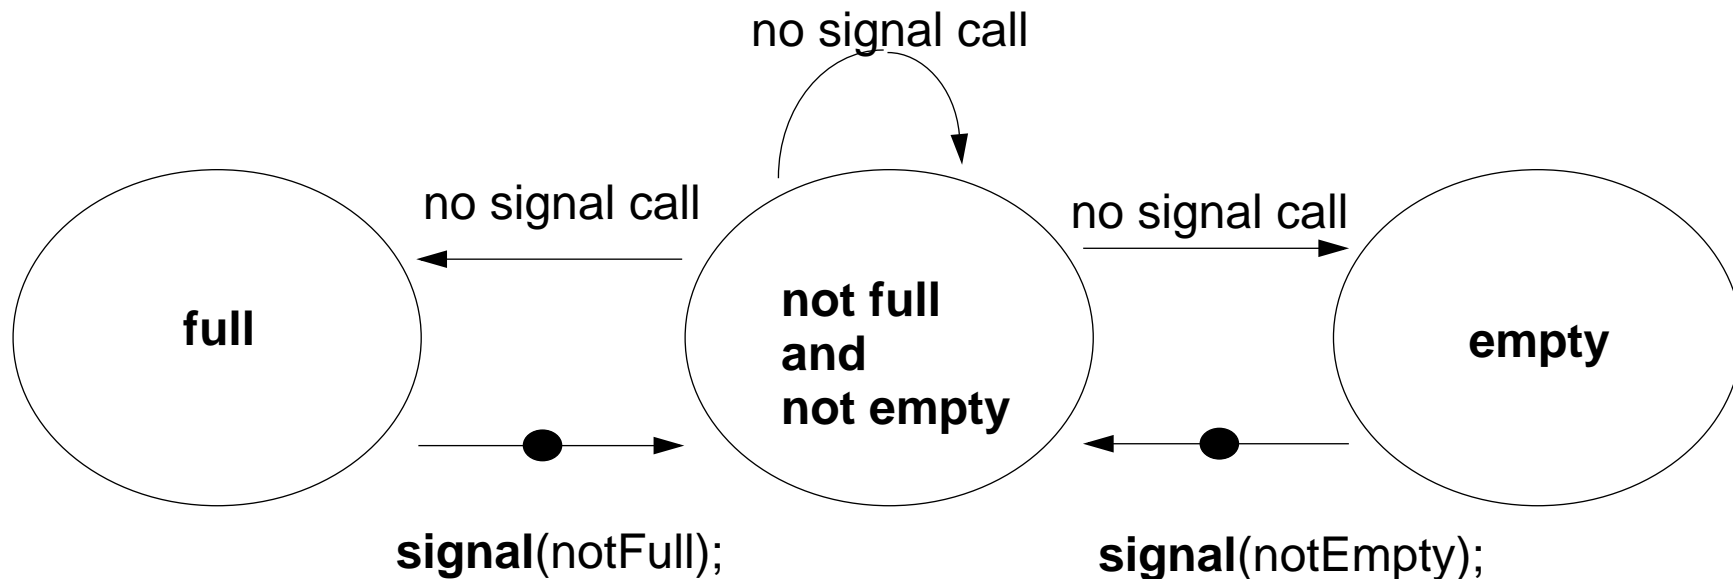 no signal call
no signal call
no signal call
full
not full
and
not empty
empty
signal(notFull);
signal(notEmpty);